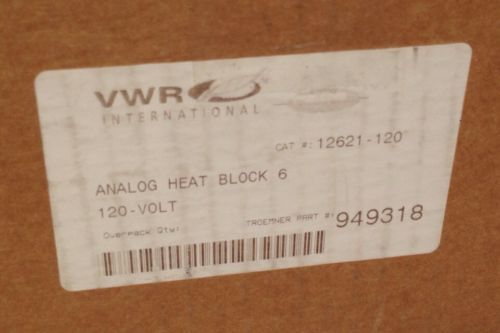 VWR
INTERNATIONAL
CAT #: 12621-120
ANALOG HEAT BLOCK 6
120-VOLT
Overpack Qty:
TROEMNER PART #: 949318